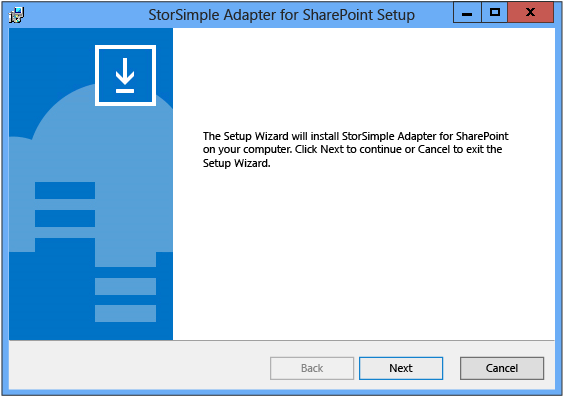 StorSimple Adapter for SharePoint Setup
The Setup Wizard will install StorSimple Adapter for SharePoint
on your computer. Click Next to continue or Cancel to exit the
Setup Wizard.
Back Next Cancel